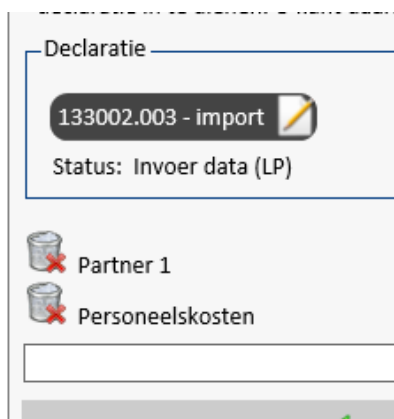 Declaratie
133002.003 - import
Status: Invoer data (LP)
Partner 1
Personeelskosten